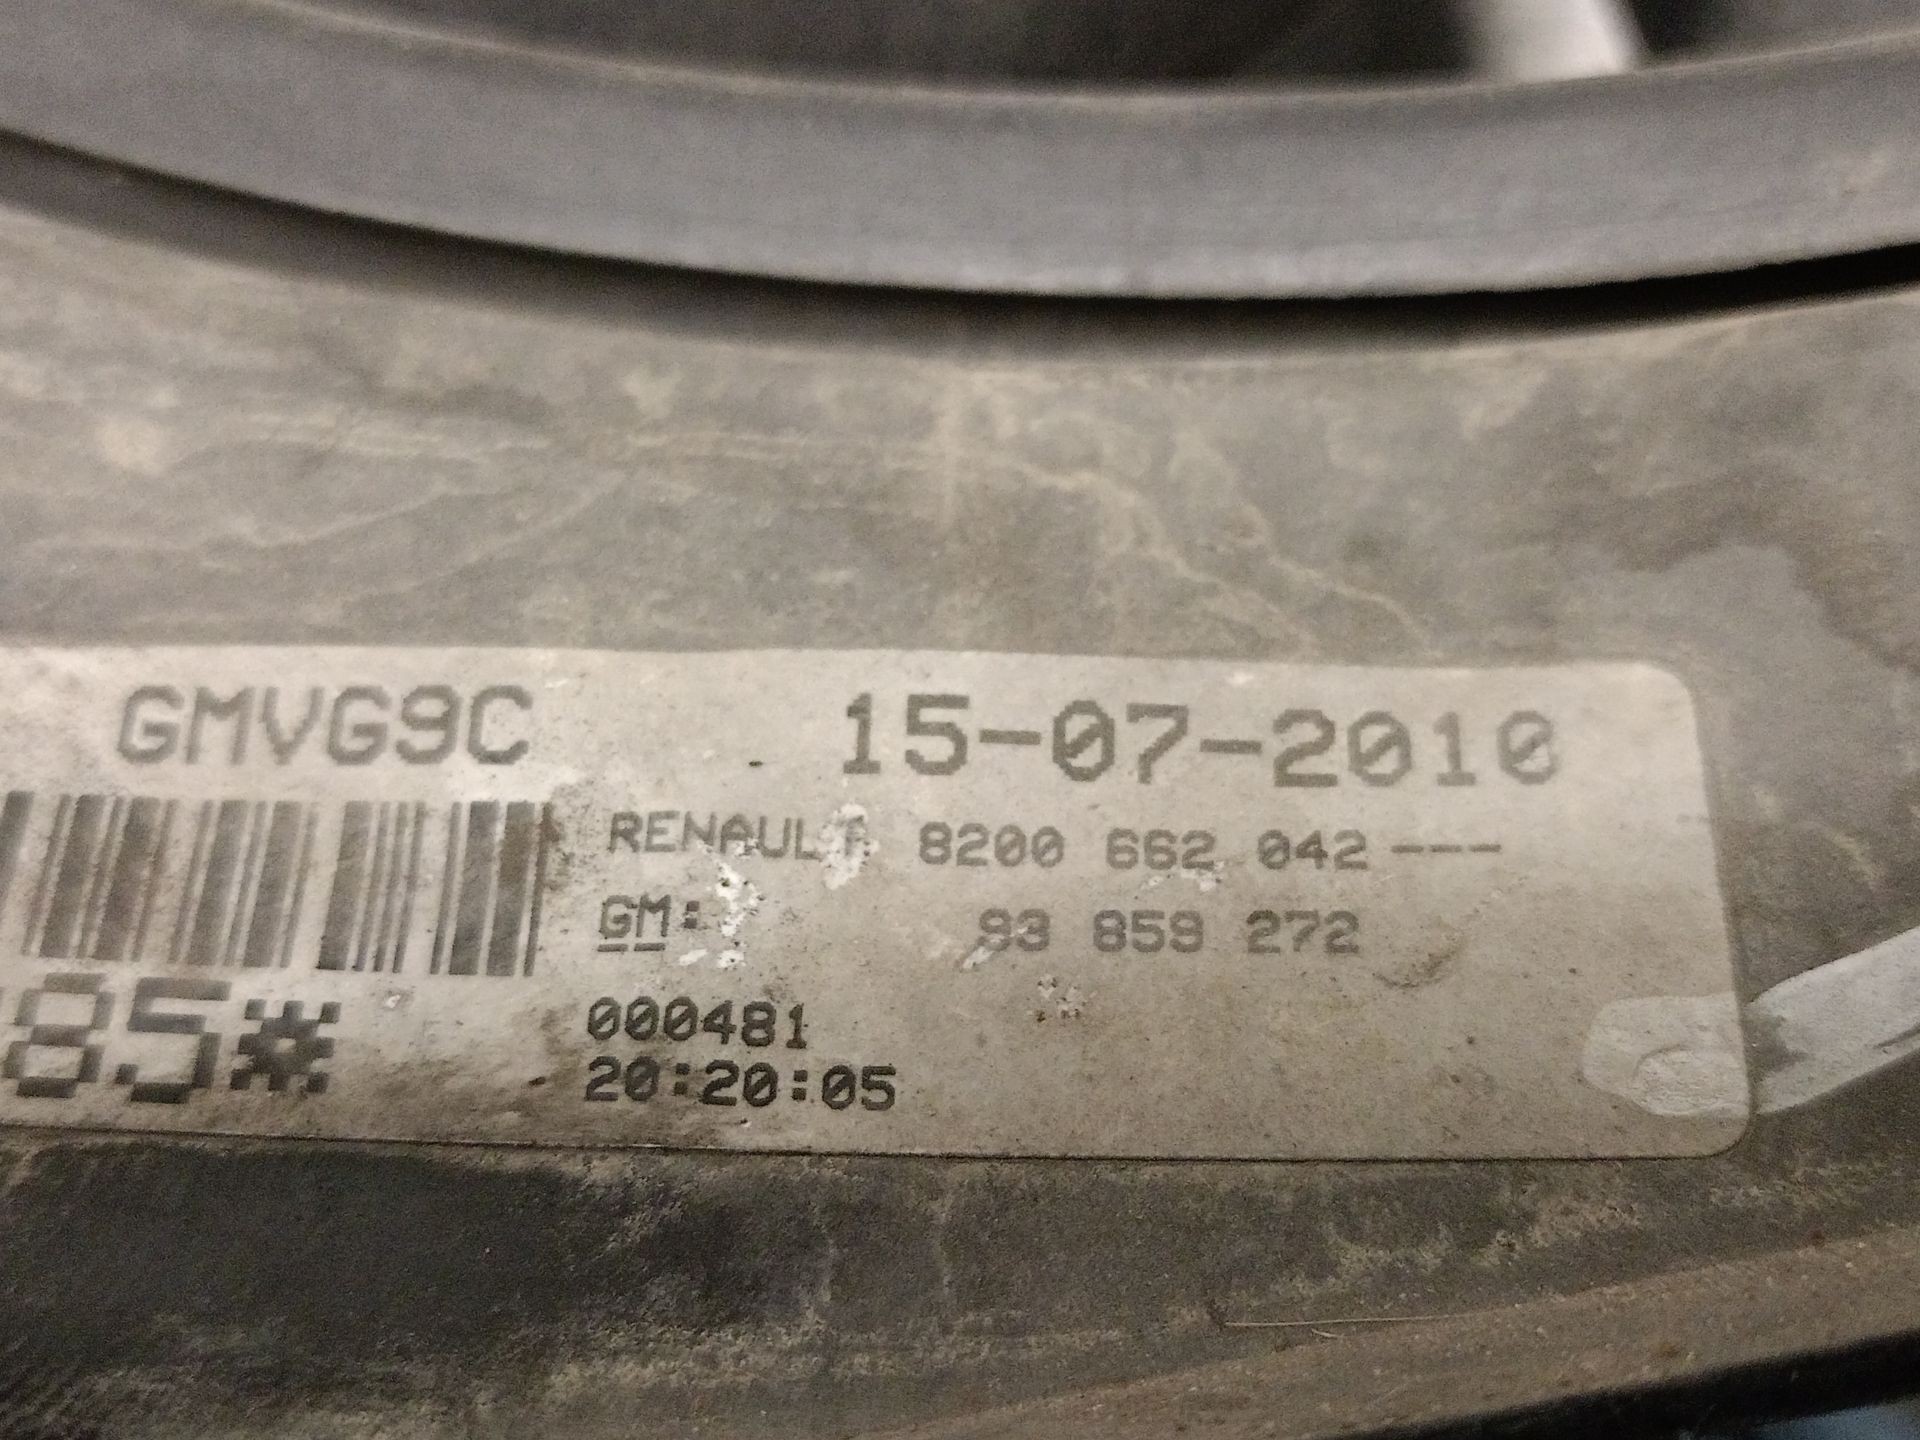 GMVG9C 15-07-2010
RENAULT 8200 662 042---
GM: 93 859 272
85*
000481
20:20:05